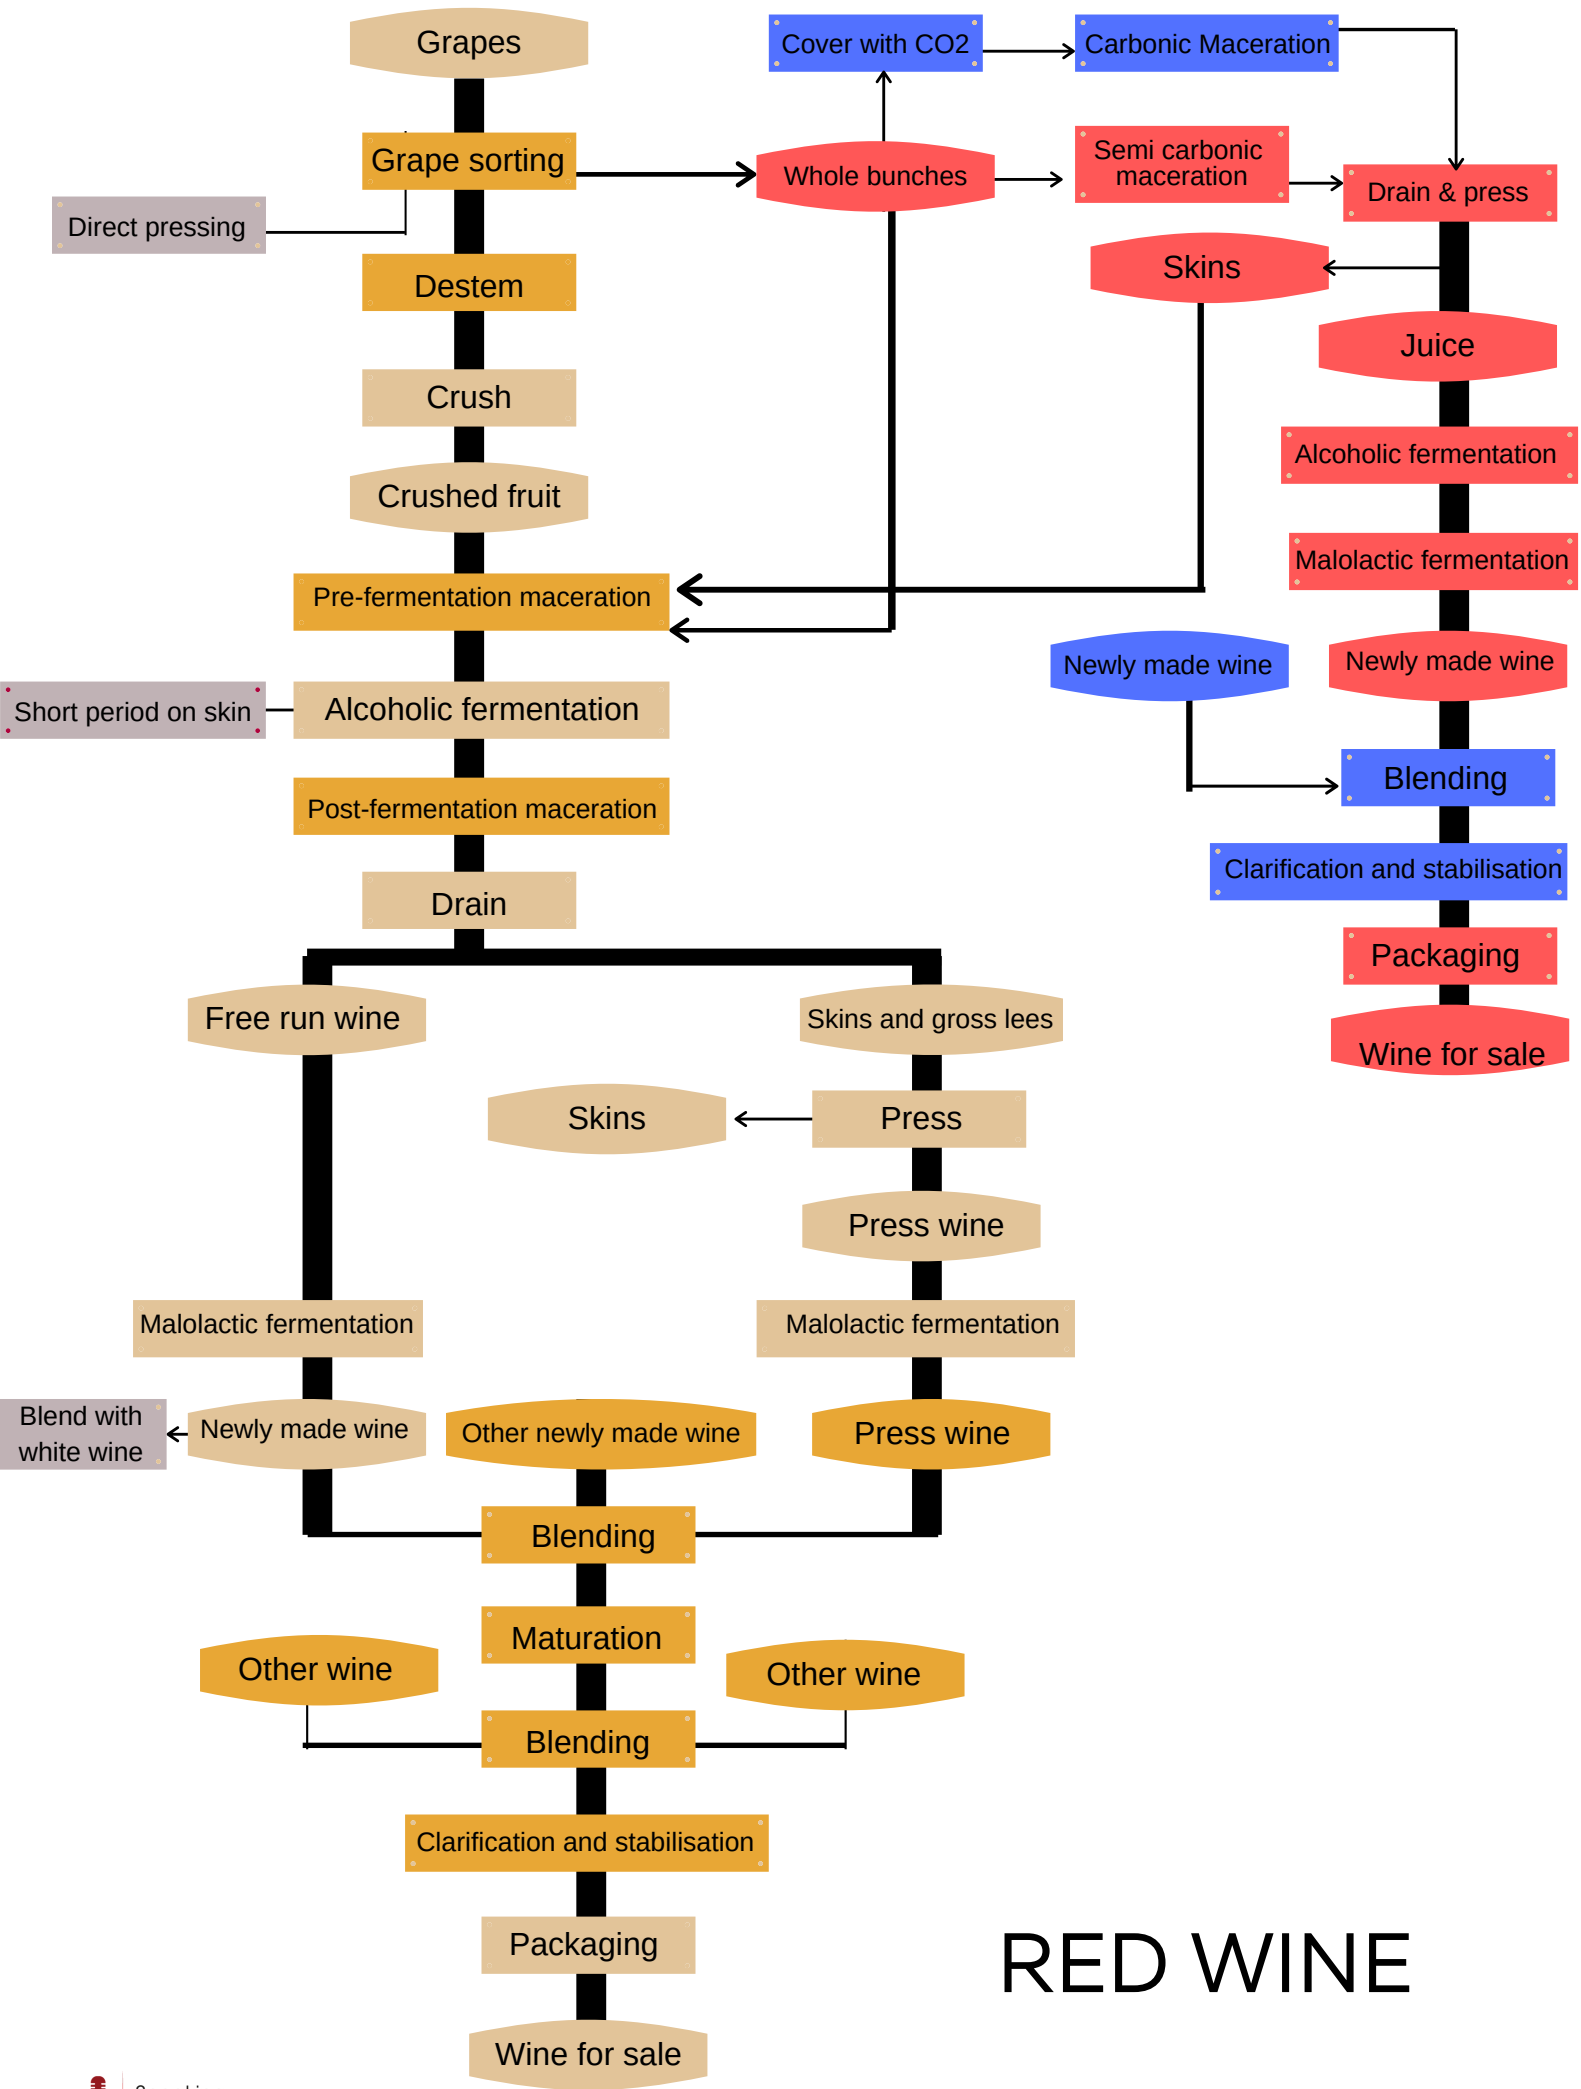 Grapes
Cover with CO2
Carbonic Maceration
Grape sorting
Whole bunches
Semi carbonic
maceration
Drain & press
Direct pressing
Destem
Skins
Juice
Crush
Alcoholic fermentation
Crushed fruit
Malolactic fermentation
Pre-fermentation maceration
Newly made wine
Newly made wine
Short period on skin
Alcoholic fermentation
Blending
Post-fermentation maceration
Clarification and stabilisation
Drain
Packaging
Free run wine
Skins and gross lees
Wine for sale
Skins
Press
Press wine
Malolactic fermentation
Malolactic fermentation
Blend with
white wine
Newly made wine
Other newly made wine
Press wine
Blending
Maturation
Other wine
Other wine
Blending
Clarification and stabilisation
Packaging
RED WINE
Wine for sale